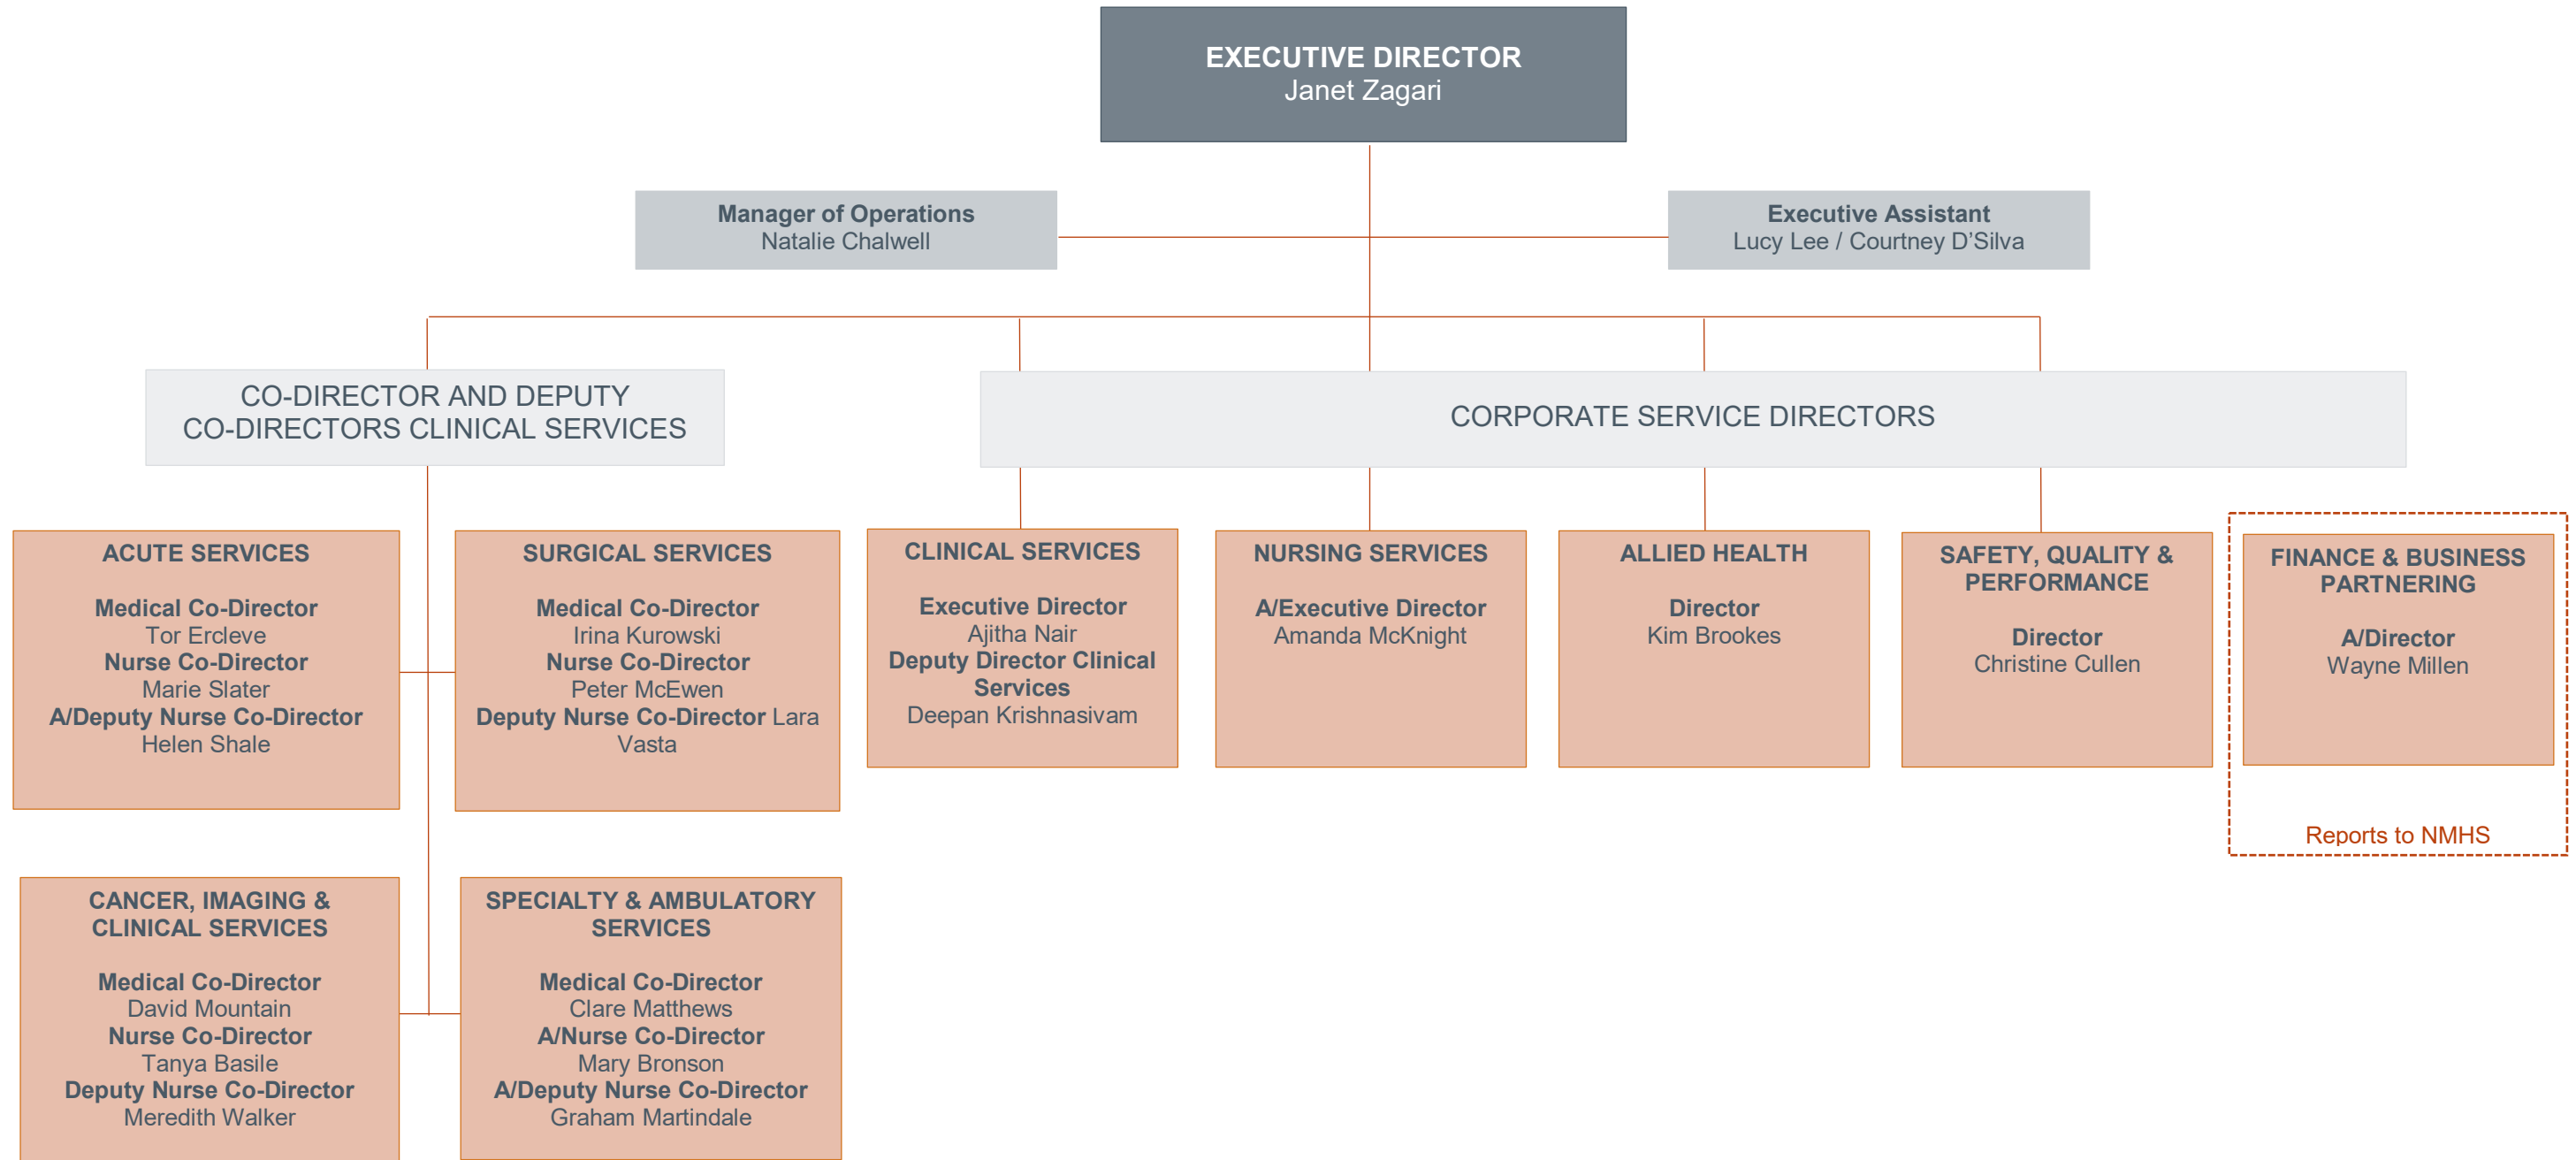 EXECUTIVE DIRECTOR
Janet Zagari
Manager of Operations
Natalie Chalwell
Executive Assistant
Lucy Lee / Courtney D’Silva
CO-DIRECTOR AND DEPUTY
CO-DIRECTORS CLINICAL SERVICES
CORPORATE SERVICE DIRECTORS
ACUTE SERVICES
Medical Co-Director
Tor Ercleve
Nurse Co-Director
Marie Slater
A/Deputy Nurse Co-Director
Helen Shale
SURGICAL SERVICES
Medical Co-Director
Irina Kurowski
Nurse Co-Director
Peter McEwen
Deputy Nurse Co-Director Lara
Vasta
CLINICAL SERVICES
Executive Director
Ajitha Nair
Deputy Director Clinical
Services
Deepan Krishnasivam
NURSING SERVICES
A/Executive Director
Amanda McKnight
ALLIED HEALTH
Director
Kim Brookes
SAFETY, QUALITY &
PERFORMANCE
Director
Christine Cullen
FINANCE & BUSINESS
PARTNERING
A/Director
Wayne Millen
Reports to NMHS
CANCER, IMAGING &
CLINICAL SERVICES
Medical Co-Director
David Mountain
Nurse Co-Director
Tanya Basile
Deputy Nurse Co-Director
Meredith Walker
SPECIALTY & AMBULATORY
SERVICES
Medical Co-Director
Clare Matthews
A/Nurse Co-Director
Mary Bronson
A/Deputy Nurse Co-Director
Graham Martindale